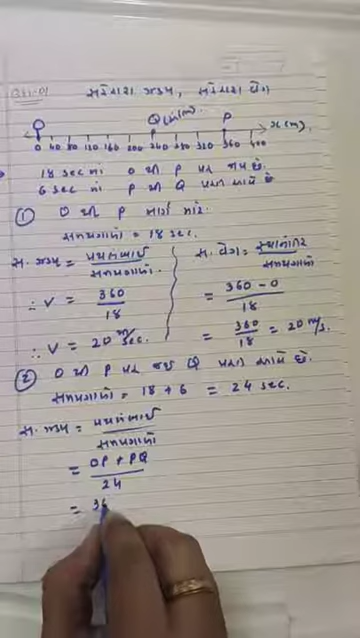 સરેરાશ ઝડપ, સરેરાશ વેગ
O Q P x(m)
0 40 80 120 160 200 240 280 320 360 400
18 sec માં O થી P પર જાય છે.
6 sec માં P થી Q પર આવે છે
① O થી P માટે
સમયગાળો = 18 sec.
સ. ઝડપ = પથલંબાઈ / સમયગાળો
∴ V = 360 / 18
∴ V = 20 m/sec.
સ. વેગ = સ્થાનાંતર / સમયગાળો
= 360 - 0 / 18
= 360 / 18 = 20 m/s.
② O થી P પર જઈ Q પર આવે છે.
સમયગાળો = 18 + 6 = 24 sec.
સ. ઝડપ = પથલંબાઈ / સમયગાળો
= OP + PQ / 24
= 36